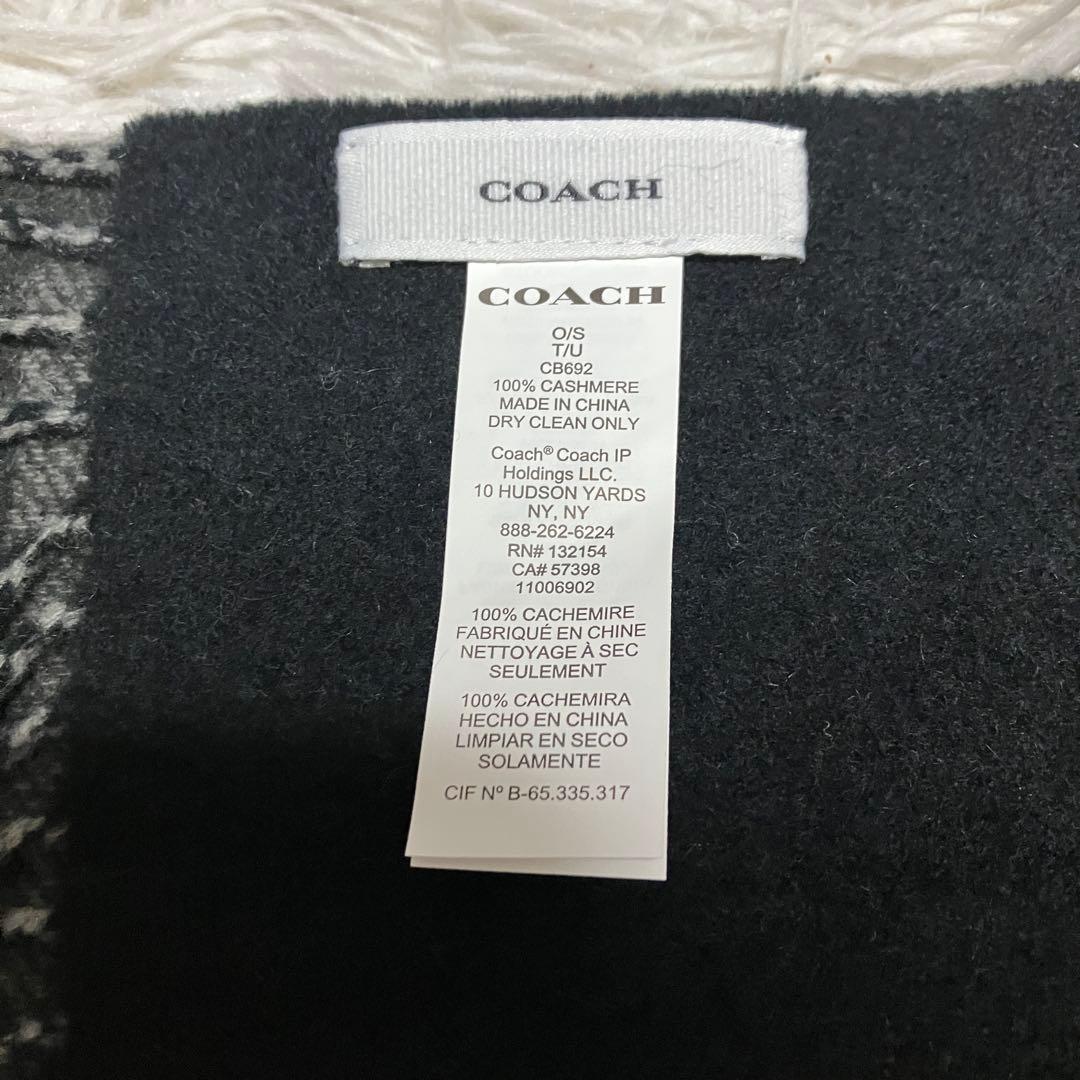 COACH
COACH
O/S
T/U
CB692
100% CASHMERE
MADE IN CHINA
DRY CLEAN ONLY
Coach® Coach IP
Holdings LLC.
10 HUDSON YARDS
NY, NY
888-262-6224
RN# 132154
CA# 57398
11006902
100% CACHEMIRE
FABRIQUÉ EN CHINE
NETTOYAGE À SEC
SEULEMENT
100% CACHEMIRA
HECHO EN CHINA
LIMPIAR EN SECO
SOLAMENTE
CIF Nº B-65.335.317